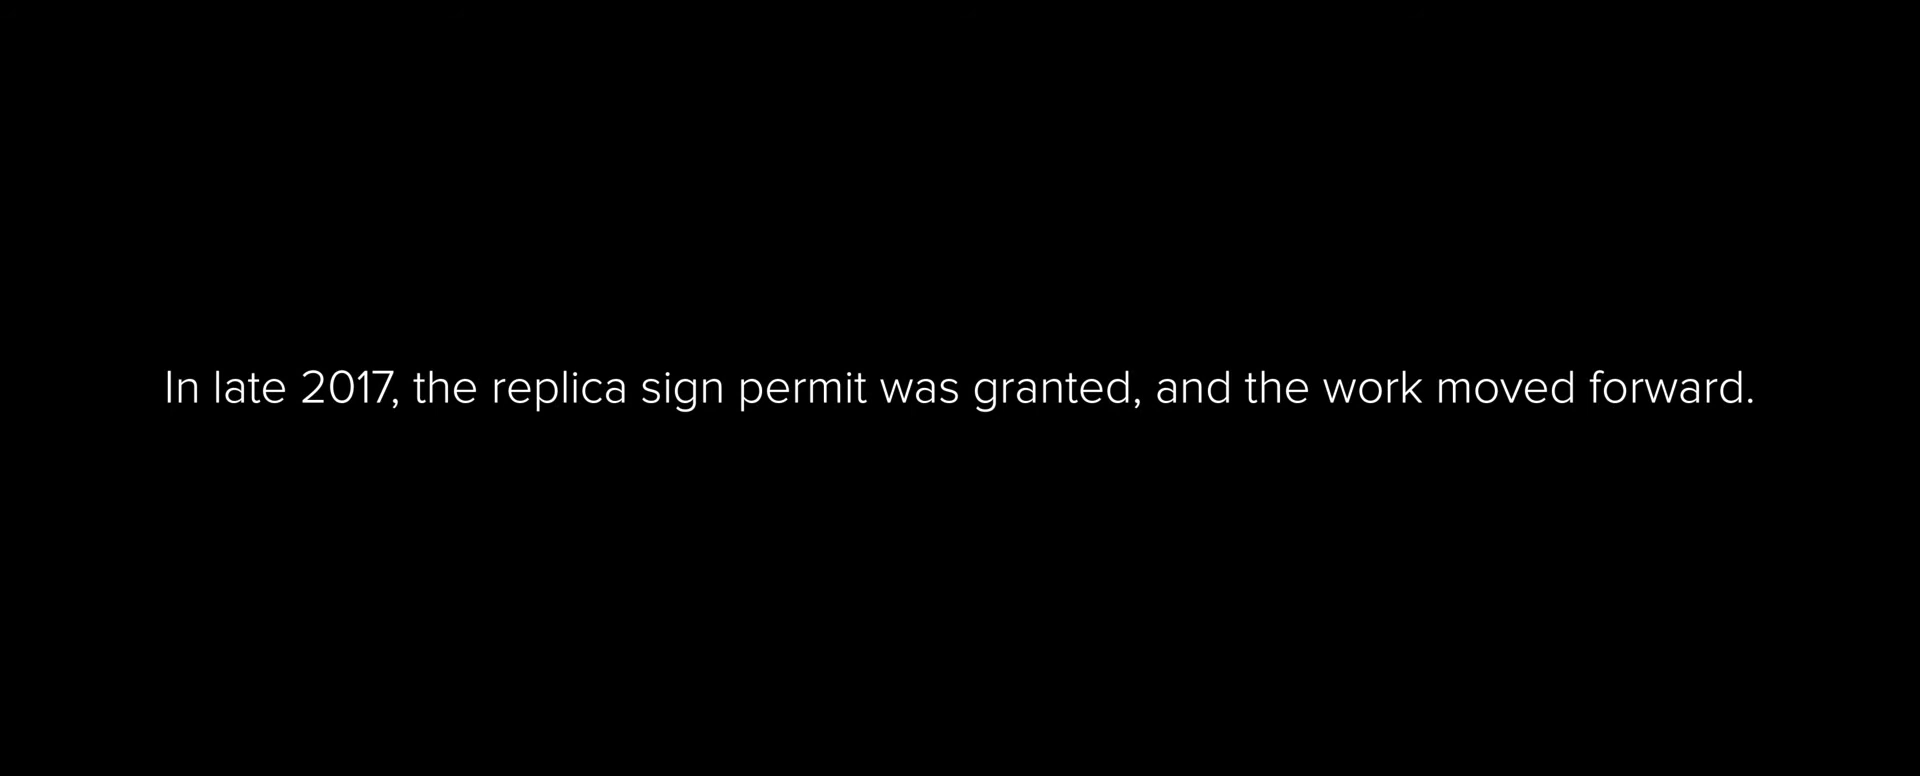 In late 2017, the replica sign permit was granted, and the work moved forward.